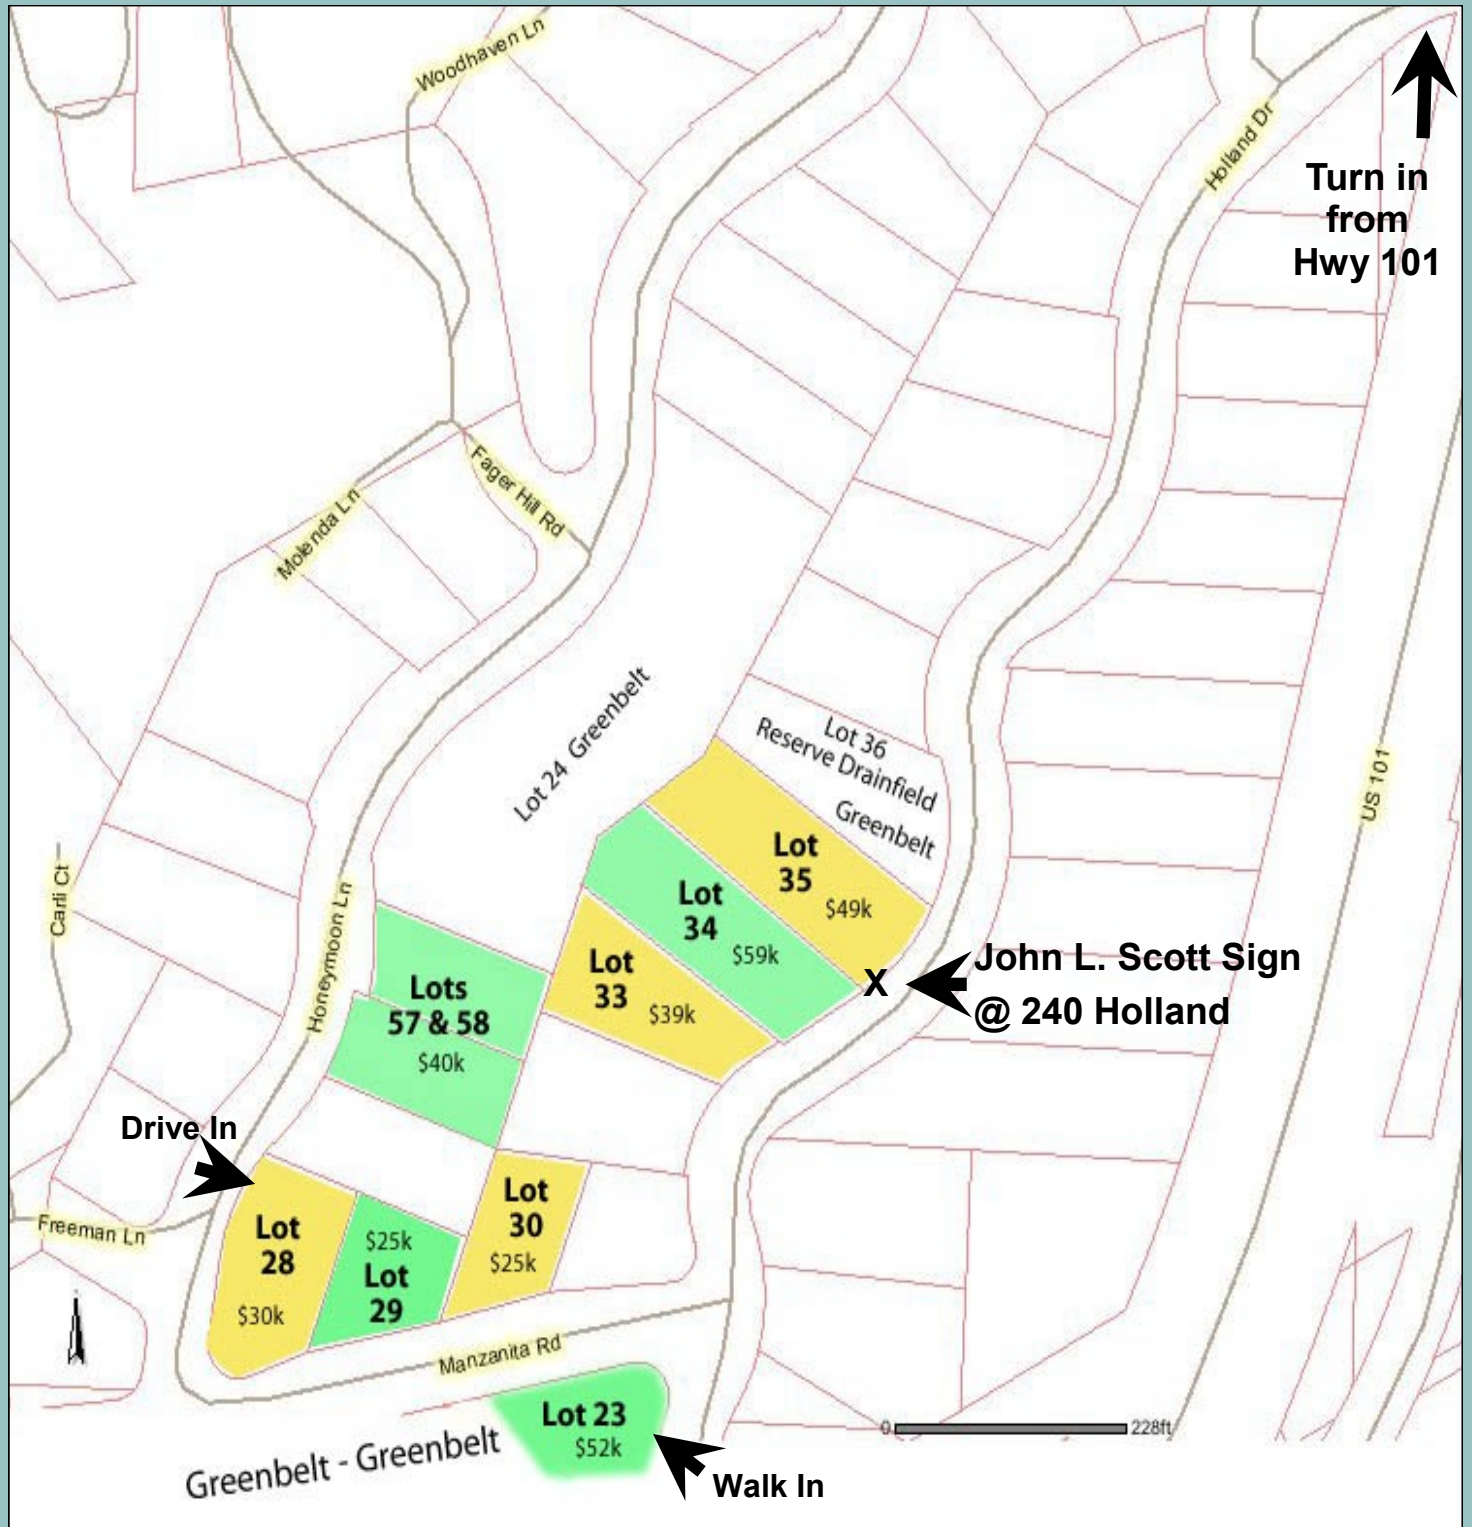 Woodhaven Ln
Holland Dr
Turn in
from
Hwy 101
Fager Hill Rd
Molenda Ln
Lot 24 Greenbelt
Lot 36
Reserve Drainfield
Greenbelt
US 101
Lot
35
$49k
Lot
34
$59k
Lot
33
$39k
Carli Ct
Honeymoon Ln
X
John L. Scott Sign
@ 240 Holland
Lots
57 & 58
$40k
Drive In
Freeman Ln
Lot
28
$30k
$25k
Lot
29
Lot
30
$25k
Manzanita Rd
Lot 23
$52k
0
228ft
Greenbelt - Greenbelt
Walk In